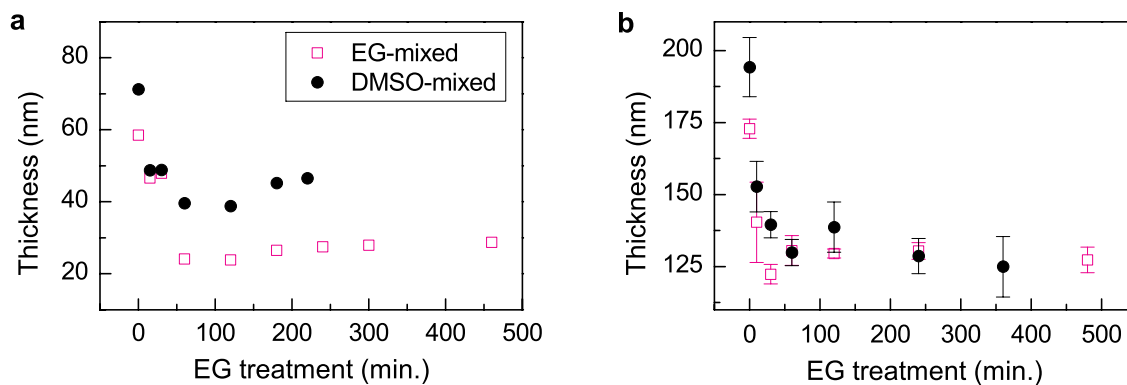 a
80
60
40
20
Thickness (nm)
EG-mixed
DMSO-mixed
0 100 200 300 400 500
EG treatment (min.)
b
200
175
150
125
Thickness (nm)
0 100 200 300 400 500
EG treatment (min.)